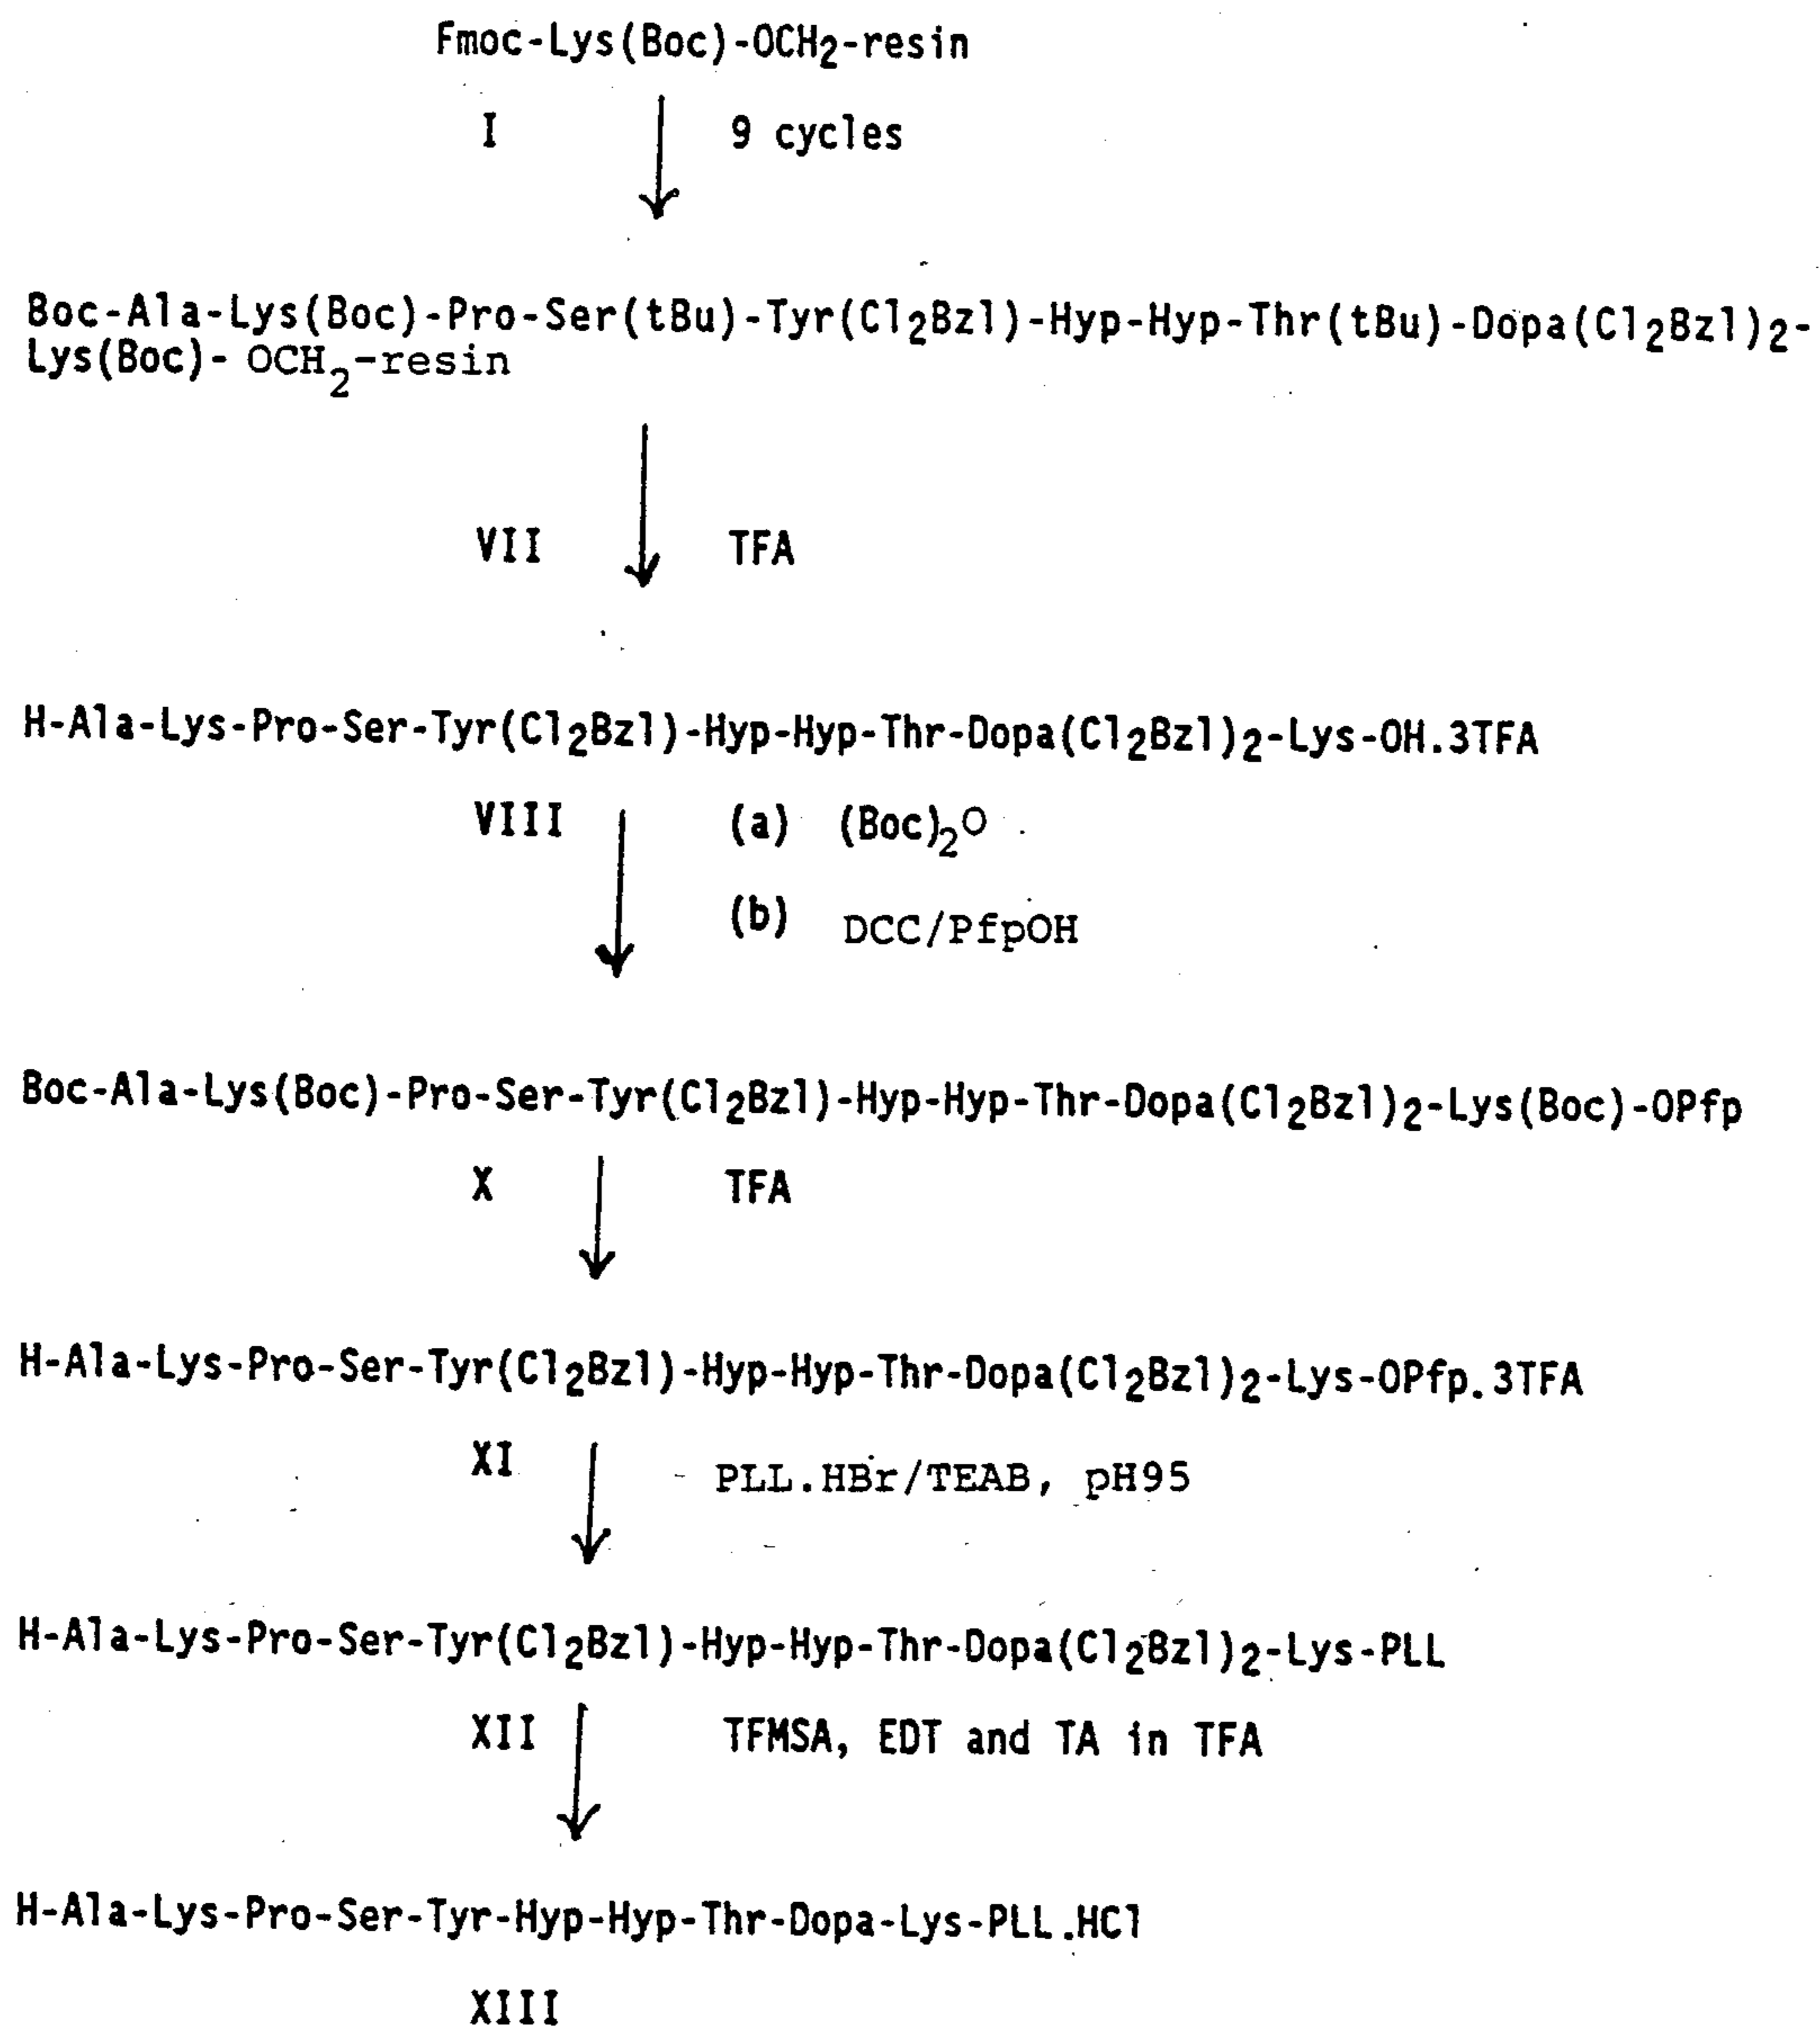 Fmoc-Lys(Boc)-OCH2-resin
I 9 cycles
Boc-Ala-Lys(Boc)-Pro-Ser(tBu)-Tyr(Cl2Bzl)-Hyp-Hyp-Thr(tBu)-Dopa(Cl2Bzl)2-
Lys(Boc)- OCH2-resin
VII TFA
H-Ala-Lys-Pro-Ser-Tyr(Cl2Bzl)-Hyp-Hyp-Thr-Dopa(Cl2Bzl)2-Lys-OH.3TFA
VIII (a) (Boc)2O
(b) DCC/PfpOH
Boc-Ala-Lys(Boc)-Pro-Ser-Tyr(Cl2Bzl)-Hyp-Hyp-Thr-Dopa(Cl2Bzl)2-Lys(Boc)-OPfp
X TFA
H-Ala-Lys-Pro-Ser-Tyr(Cl2Bzl)-Hyp-Hyp-Thr-Dopa(Cl2Bzl)2-Lys-OPfp.3TFA
XI PLL.HBr/TEAB, pH95
H-Ala-Lys-Pro-Ser-Tyr(Cl2Bzl)-Hyp-Hyp-Thr-Dopa(Cl2Bzl)2-Lys-PLL
XII TFMSA, EDT and TA in TFA
H-Ala-Lys-Pro-Ser-Tyr-Hyp-Hyp-Thr-Dopa-Lys-PLL.HCl
XIII